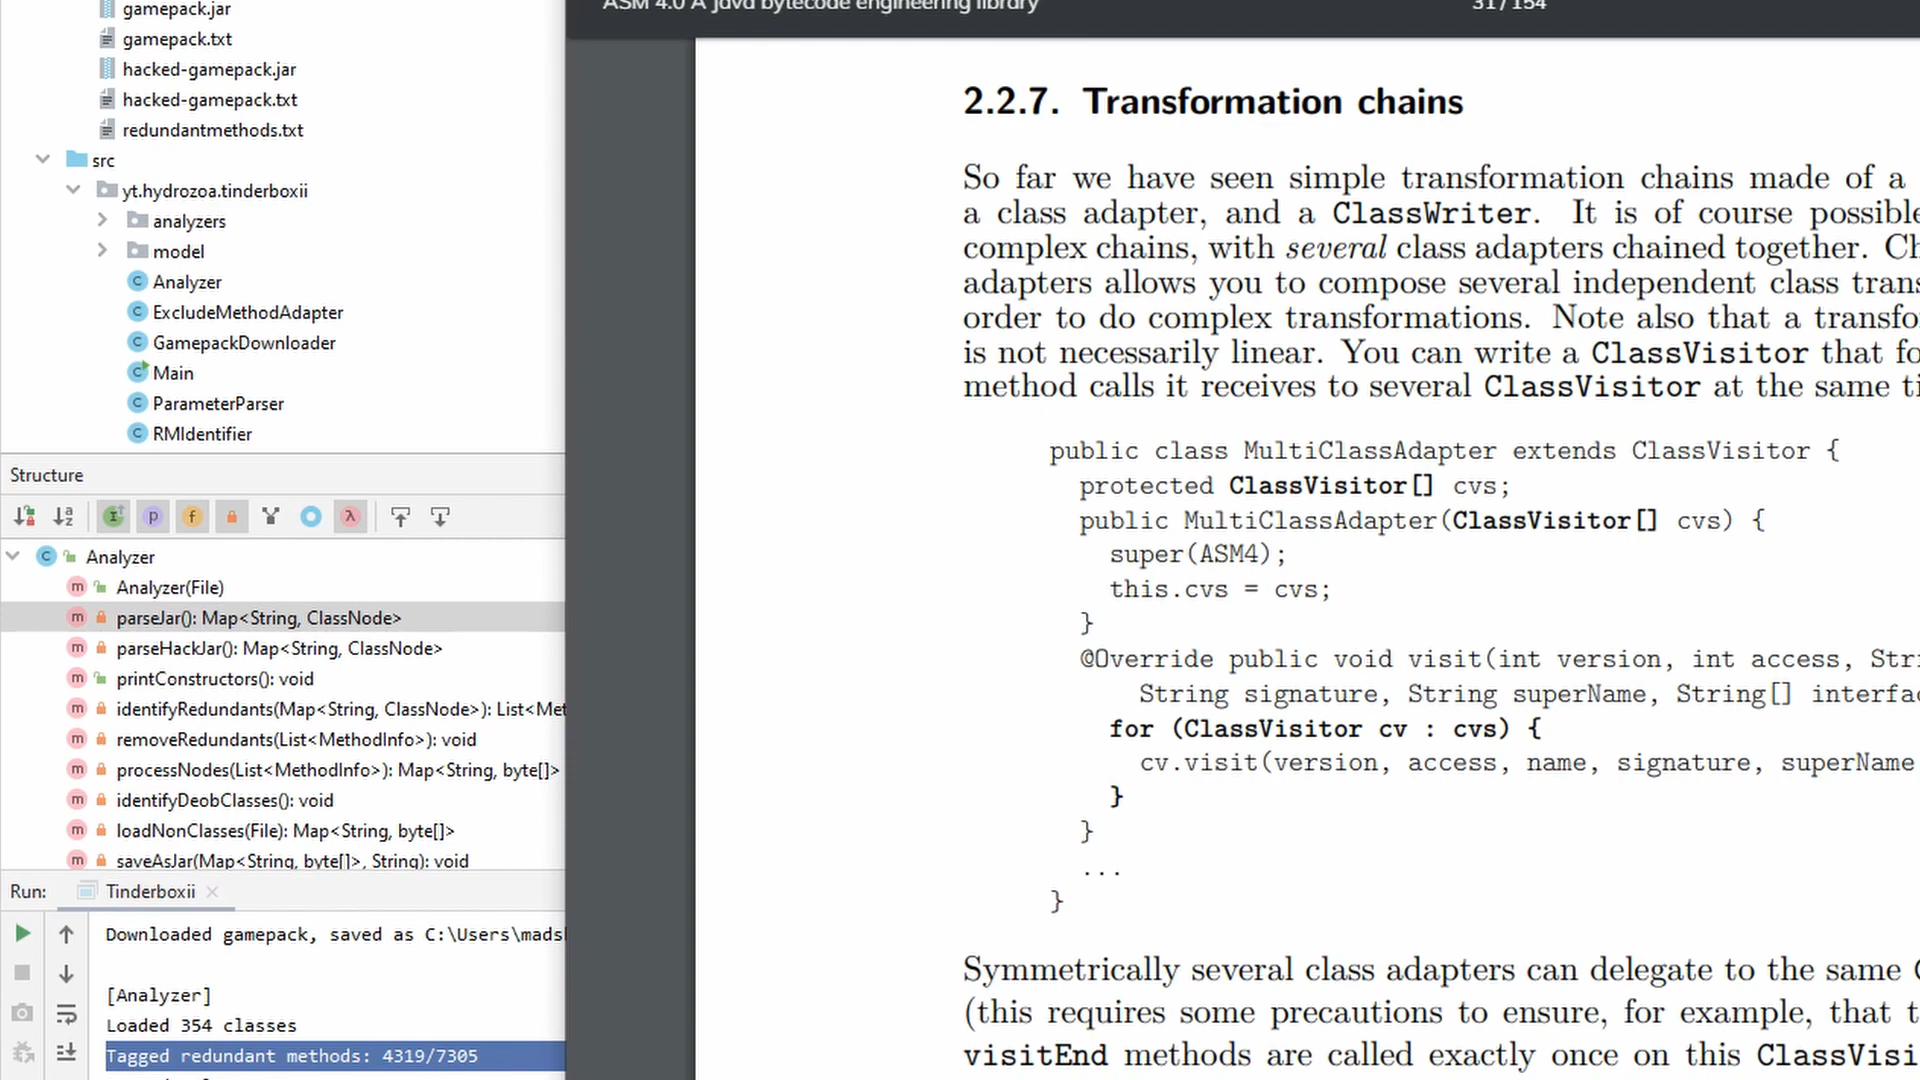 gamepack.jar
gamepack.txt
hacked-gamepack.jar
hacked-gamepack.txt
redundantmethods.txt
src
yt.hydrozoa.tinderboxii
analyzers
model
Analyzer
ExcludeMethodAdapter
GamepackDownloader
Main
ParameterParser
RMIdentifier
Structure
Analyzer
Analyzer(File)
parseJar(): Map<String, ClassNode>
parseHackJar(): Map<String, ClassNode>
printConstructors(): void
identifyRedundants(Map<String, ClassNode>): List<Met
removeRedundants(List<MethodInfo>): void
processNodes(List<MethodInfo>): Map<String, byte[]>
identifyDeobClasses(): void
loadNonClasses(File): Map<String, byte[]>
saveAsJar(Map<String, byte[]>, String): void
Run: Tinderboxii
Downloaded gamepack, saved as C:\Users\mads
[Analyzer]
Loaded 354 classes
Tagged redundant methods: 4319/7305
ASM 4.0 A Java bytecode engineering library 31 / 154
2.2.7. Transformation chains
So far we have seen simple transformation chains made of a
a class adapter, and a ClassWriter. It is of course possible
complex chains, with several class adapters chained together. Ch
adapters allows you to compose several independent class trans
order to do complex transformations. Note also that a transfo
is not necessarily linear. You can write a ClassVisitor that fo
method calls it receives to several ClassVisitor at the same ti
public class MultiClassAdapter extends ClassVisitor {
protected ClassVisitor[] cvs;
public MultiClassAdapter(ClassVisitor[] cvs) {
super(ASM4);
this.cvs = cvs;
}
@Override public void visit(int version, int access, Stri
String signature, String superName, String[] interfac
for (ClassVisitor cv : cvs) {
cv.visit(version, access, name, signature, superName
}
}
...
}
Symmetrically several class adapters can delegate to the same C
(this requires some precautions to ensure, for example, that t
visitEnd methods are called exactly once on this ClassVisi